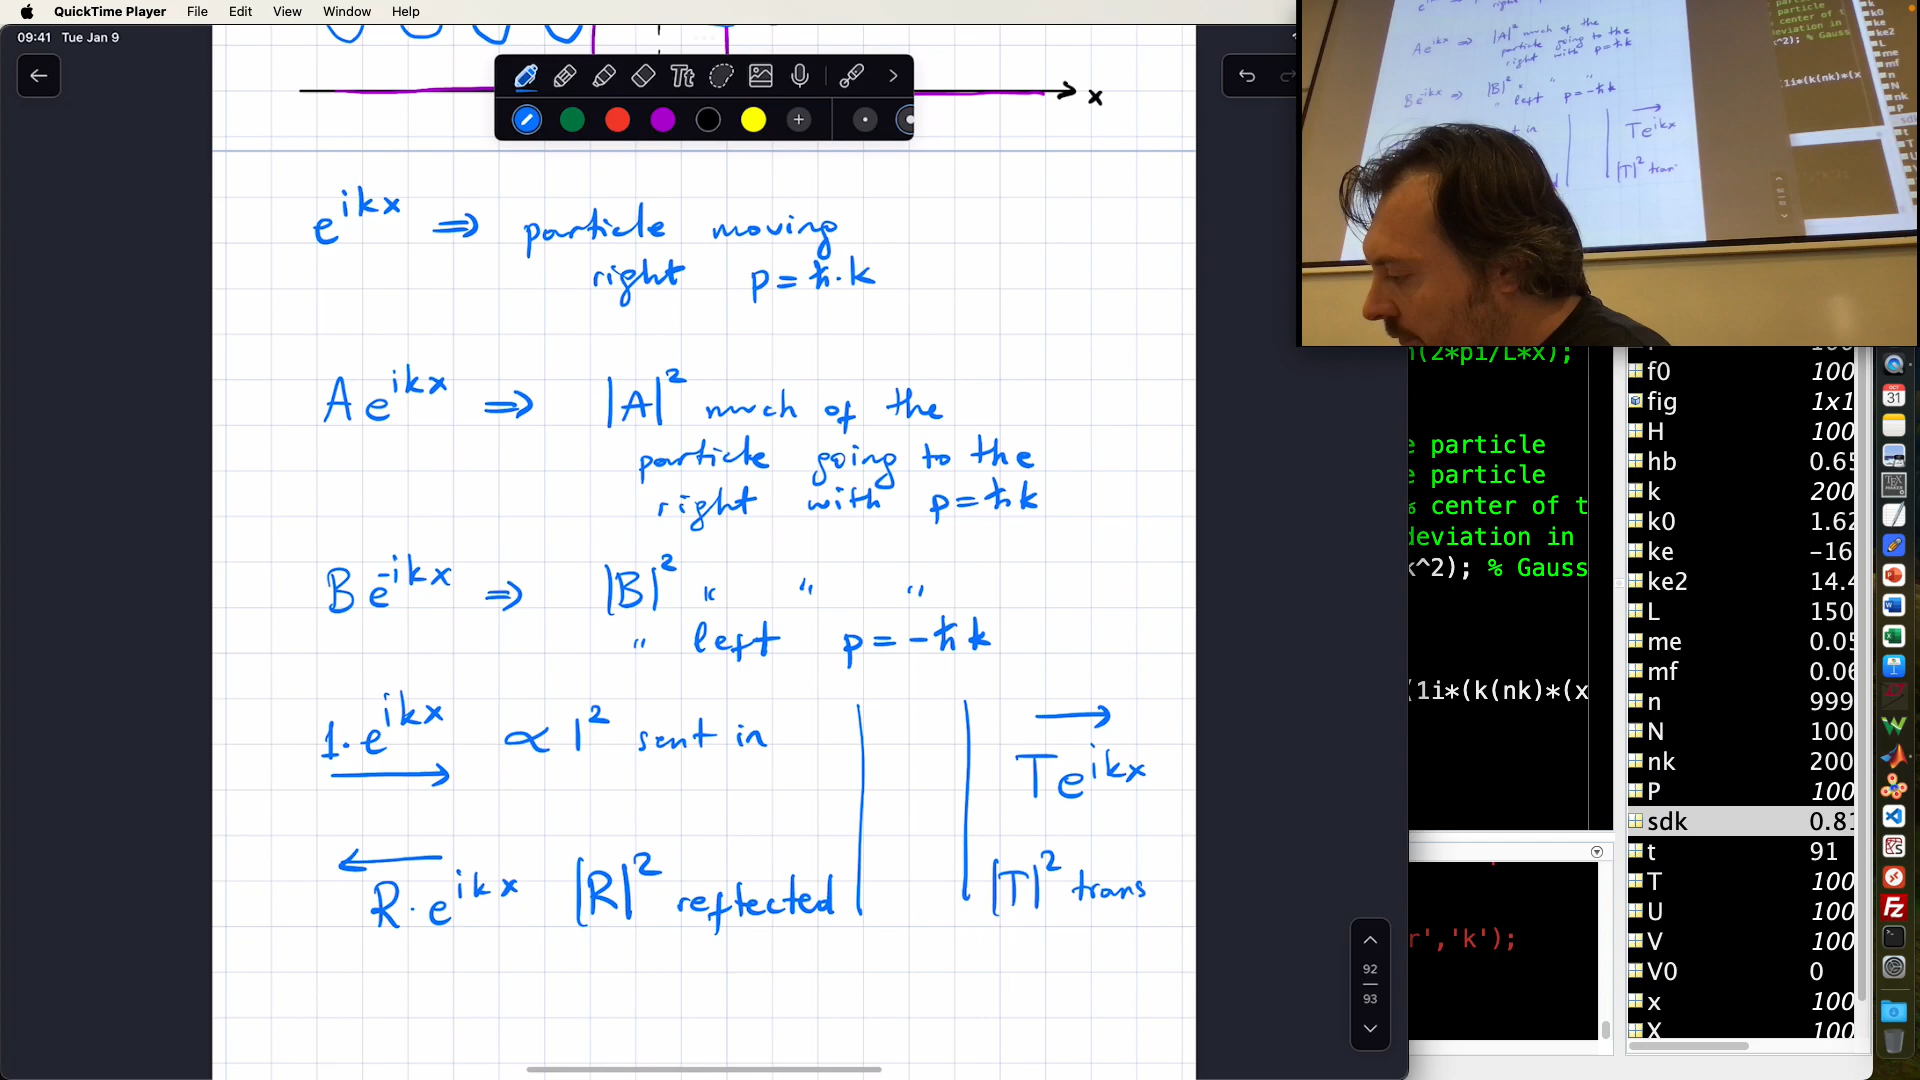 QuickTime Player File Edit View Window Help
09:41 Tue Jan 9
x
e^{ikx} ⇒ particle moving
right p = ħ·k
A e^{ikx} ⇒ |A|² much of the
particle going to the
right with p = ħk
B e^{-ikx} ⇒ |B|² " " "
" left p = -ħk
1· e^{ikx} ∝ 1² sent in
T e^{ikx}
R· e^{ikx} |R|² reflected
|T|² trans
92
93
(2*pi/L*x);
particle
particle
% center of t
deviation in
^2); % Gauss
(1i*(k(nk)*(x
','k');
f0 100
fig 1x1
H 100
hb 0.65
k 200
k0 1.62
ke -16
ke2 14.4
L 150
me 0.05
mf 0.06
n 999
N 100
nk 200
P 100
sdk 0.81
t 91
T 100
U 100
V 100
V0 0
x 100
X 100